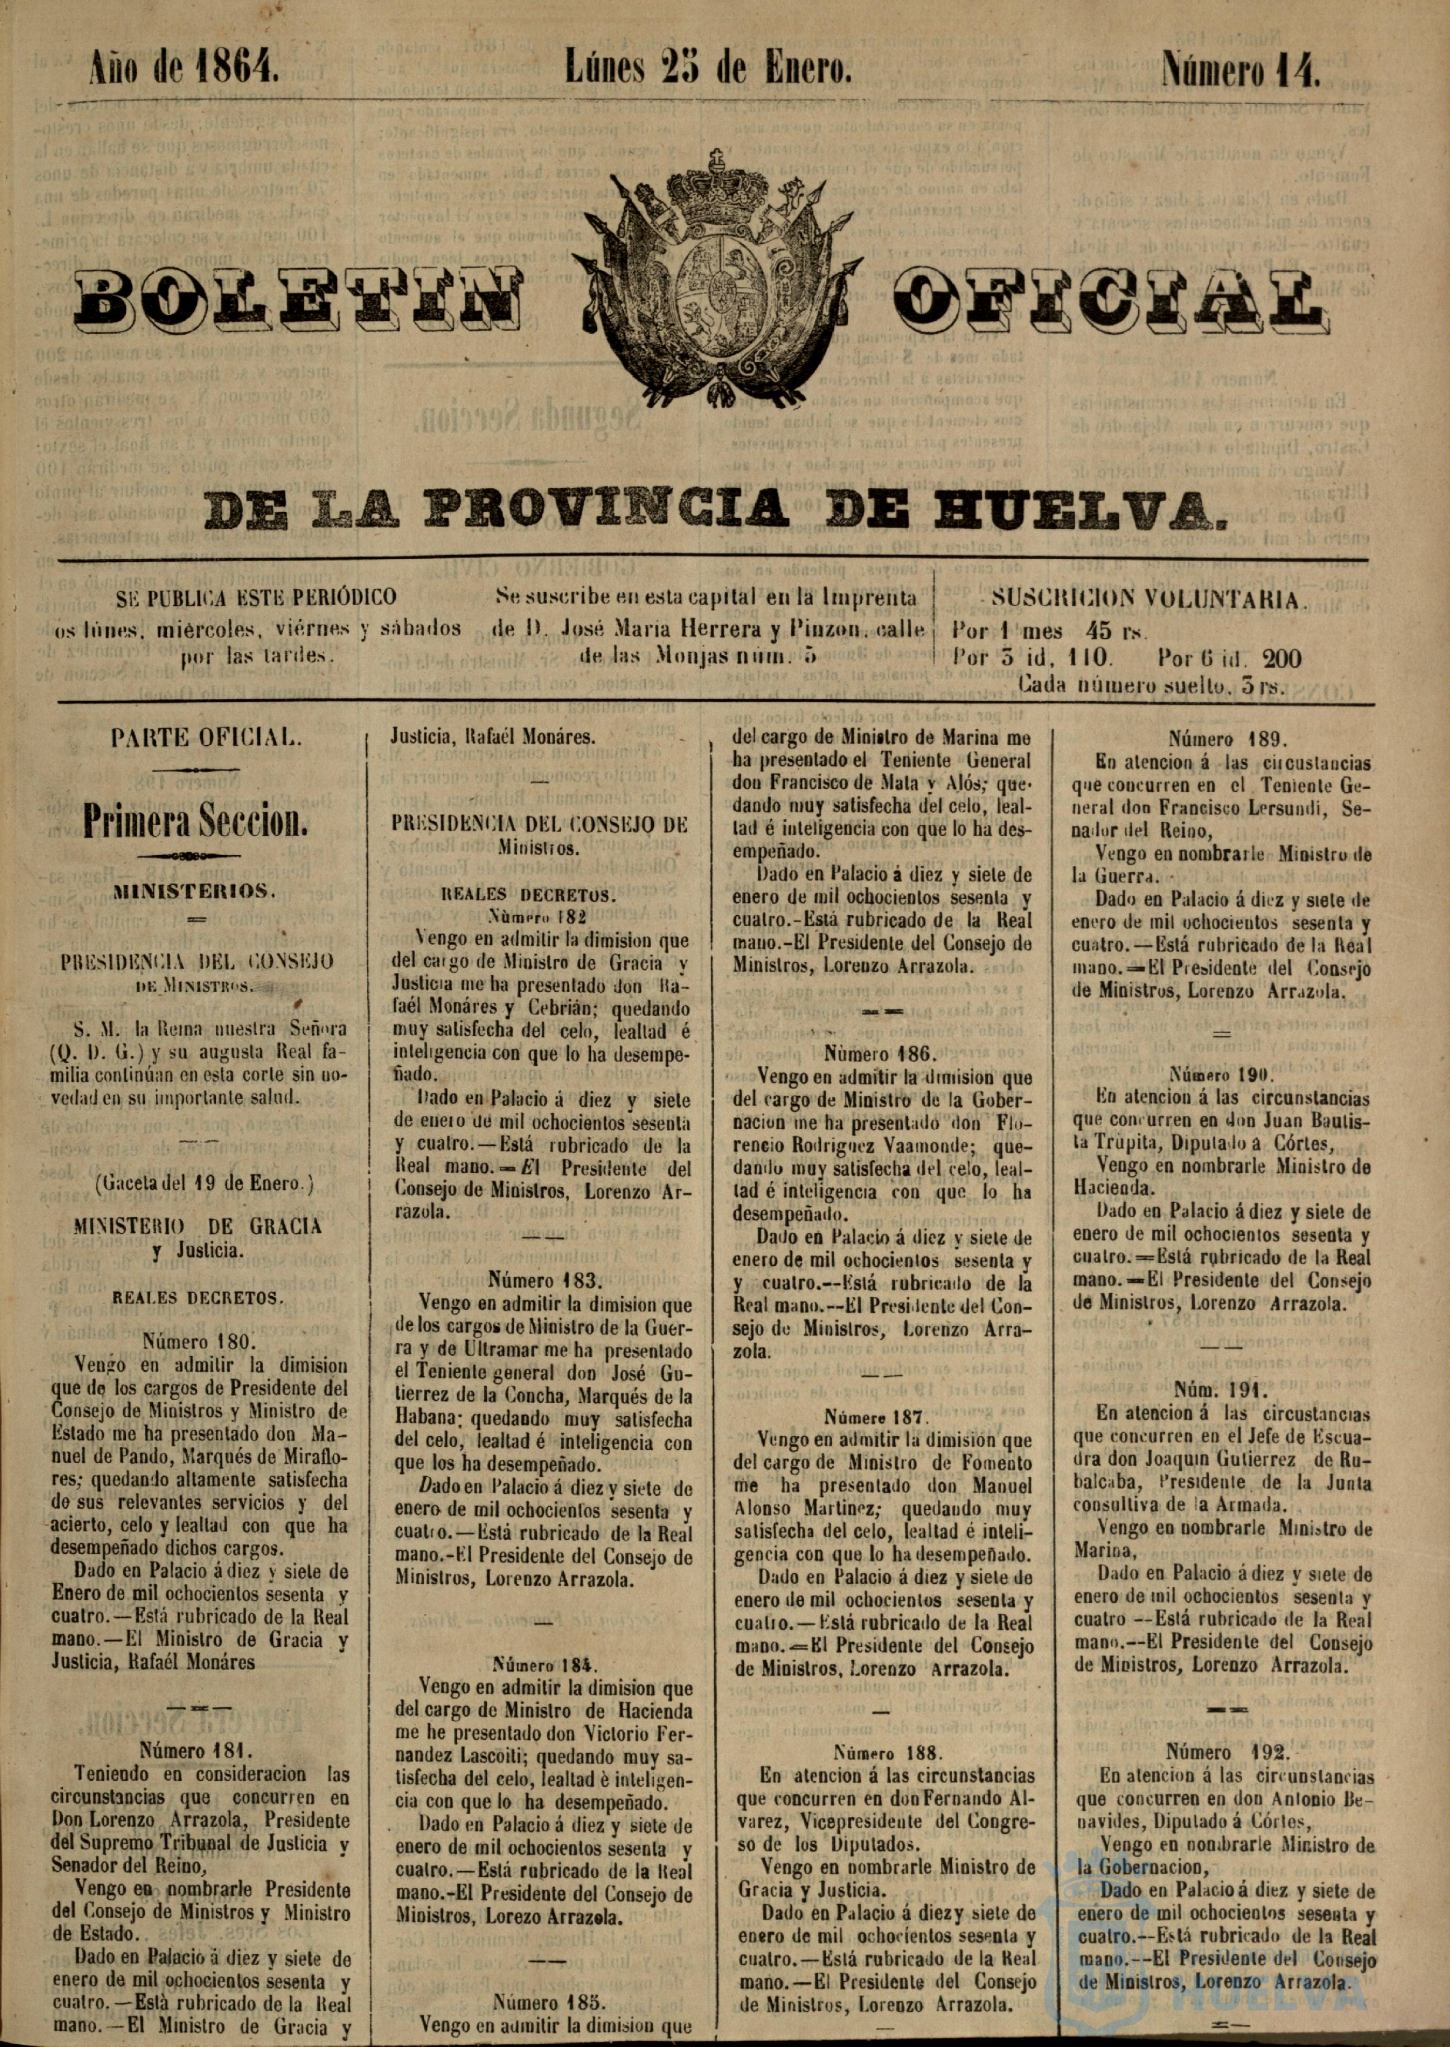 Año de 1864.
Lúnes 25 de Enero.
Número 14.
BOLETIN OFICIAL
DE LA PROVINCIA DE HUELVA.
SE PUBLICA ESTE PERIÓDICO
os lúnes, miércoles, viérnes y sábados
por las tardes.
Se suscribe en esta capital en la Imprenta
de D. José Maria Herrera y Pinzon, calle
de las Monjas núm. 5
SUSCRICION VOLUNTARIA.
Por 1 mes 45 rs.
Por 3 id, 110. Por 6 id. 200
Cada número suelto, 3 rs.
PARTE OFICIAL.
Primera Seccion.
MINISTERIOS.
PRESIDENCIA DEL CONSEJO
DE MINISTROS.
S. M. la Reina nuestra Señora
(Q. D. G.) y su augusta Real fa-
milia continúan en esta corte sin no-
vedad en su importante salud.
(Gaceta del 19 de Enero.)
MINISTERIO DE GRACIA
y Justicia.
REALES DECRETOS.
Número 180.
Vengo en admitir la dimision
que de los cargos de Presidente del
Consejo de Ministros y Ministro de
Estado me ha presentado don Ma-
nuel de Pando, Marqués de Miraflo-
res; quedando altamente satisfecha
de sus relevantes servicios y del
acierto, celo y lealtad con que ha
desempeñado dichos cargos.
Dado en Palacio á diez y siete de
Enero de mil ochocientos sesenta y
cuatro.—Está rubricado de la Real
mano.—El Ministro de Gracia y
Justicia, Rafaél Monáres
Número 181.
Teniendo en consideracion las
circunstancias que concurren en
Don Lorenzo Arrazola, Presidente
del Supremo Tribunal de Justicia y
Senador del Reino,
Vengo en nombrarle Presidente
del Consejo de Ministros y Ministro
de Estado.
Dado en Palacio á diez y siete de
enero de mil ochocientos sesenta y
cuatro.—Está rubricado de la Real
mano.—El Ministro de Gracia y
Justicia, Rafaél Monáres.
PRESIDENCIA DEL CONSEJO DE
Ministros.
REALES DECRETOS.
Número 182
Vengo en admitir la dimision que
del cargo de Ministro de Gracia y
Justicia me ha presentado don Ra-
faél Monáres y Cebrián; quedando
muy satisfecha del celo, lealtad é
inteligencia con que lo ha desempe-
ñado.
Dado en Palacio á diez y siete
de enero de mil ochocientos sesenta
y cuatro.—Está rubricado de la
Real mano.—El Presidente del
Consejo de Ministros, Lorenzo Ar-
razola.
Número 183.
Vengo en admitir la dimision que
de los cargos de Ministro de la Guer-
ra y de Ultramar me ha presentado
el Teniente general don José Gu-
tierrez de la Concha, Marqués de la
Habana; quedando muy satisfecha
del celo, lealtad é inteligencia con
que los ha desempeñado.
Dado en Palacio á diez y siete de
enero de mil ochocientos sesenta y
cuatro.—Está rubricado de la Real
mano.-El Presidente del Consejo de
Ministros, Lorenzo Arrazola.
Número 184.
Vengo en admitir la dimision que
del cargo de Ministro de Hacienda
me he presentado don Victorio Fer-
nandez Lascoiti; quedando muy sa-
tisfecha del celo, lealtad è inteligen-
cia con que lo ha desempeñado.
Dado en Palacio á diez y siete de
enero de mil ochocientos sesenta y
cuatro.—Está rubricado de la Real
mano.-El Presidente del Consejo de
Ministros, Lorezo Arrazola.
Número 185.
Vengo en admitir la dimision que
del cargo de Ministro de Marina me
ha presentado el Teniente General
don Francisco de Mata y Alós; que-
dando muy satisfecha del celo, leal-
tad é inteligencia con que lo ha des-
empeñado.
Dado en Palacio á diez y siete de
enero de mil ochocientos sesenta y
cuatro.-Está rubricado de la Real
mano.-El Presidente del Consejo de
Ministros, Lorenzo Arrazola.
Número 186.
Vengo en admitir la dimision que
del cargo de Ministro de la Gober-
nacion me ha presentado don Flo-
rencio Rodriguez Vaamonde; que-
dando muy satisfecha del celo, leal-
tad é inteligencia con que lo ha
desempeñado.
Dado en Palacio á diez y siete de
enero de mil ochocientos sesenta y
y cuatro.--Está rubricado de la
Real mano.--El Presidente del Con-
sejo de Ministros, Lorenzo Arra-
zola.
Númere 187.
Vengo en admitir la dimision que
del cargo de Ministro de Fomento
me ha presentado don Manuel
Alonso Martinez; quedando muy
satisfecha del celo, lealtad é inteli-
gencia con que lo ha desempeñado.
Dado en Palacio á diez y siete de
enero de mil ochocientos sesenta y
cuatro.—Está rubricado de la Real
mano.=El Presidente del Consejo
de Ministros, Lorenzo Arrazola.
Número 188.
En atencion á las circunstancias
que concurren en don Fernando Al-
varez, Vicepresidente del Congre-
so de los Diputados.
Vengo en nombrarle Ministro de
Gracia y Justicia.
Dado en Palacio á diez y siete de
enero de mil ochocientos sesenta y
cuatro.—Está rubricado de la Real
mano.—El Presidente del Consejo
de Ministros, Lorenzo Arrazola.
Número 189.
En atencion á las circustancias
que concurren en el Teniente Ge-
neral don Francisco Lersundi, Se-
nador del Reino,
Vengo en nombrarle Ministro de
la Guerra.
Dado en Palacio á diez y siete de
enero de mil ochocientos sesenta y
cuatro.—Está rubricado de la Real
mano.=El Presidente del Consejo
de Ministros, Lorenzo Arrazola.
Número 190.
En atencion á las circunstancias
que concurren en don Juan Bautis-
ta Trúpita, Diputado à Córtes,
Vengo en nombrarle Ministro de
Hacienda.
Dado en Palacio á diez y siete de
enero de mil ochocientos sesenta y
cuatro.=Está rubricado de la Real
mano.=El Presidente del Consejo
de Ministros, Lorenzo Arrazola.
Núm. 191.
En atencion á las circustancias
que concurren en el Jefe de Escua-
dra don Joaquin Gutierrez de Ru-
balcaba, Presidente de la Junta
consultiva de la Armada.
Vengo en nombrarle Ministro de
Marina,
Dado en Palacio á diez y siete de
enero de mil ochocientos sesenta y
cuatro --Está rubricado de la Real
mano.--El Presidente del Consejo
de Ministros, Lorenzo Arrazola.
Número 192.
En atencion á las circunstancias
que concurren en don Antonio Be-
navides, Diputado á Córtes,
Vengo en nombrarle Ministro de
la Gobernacion,
Dado en Palacio á diez y siete de
enero de mil ochocientos sesenta y
cuatro.--Está rubricado de la Real
mano.--El Presidente del Consejo
de Ministros, Lorenzo Arrazola.
HUELVA